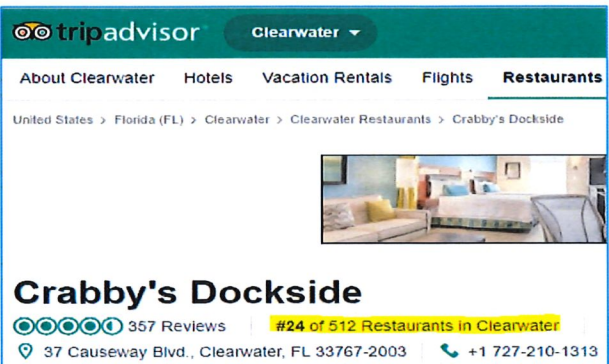 tripadvisor Clearwater
About Clearwater Hotels Vacation Rentals Flights Restaurants
United States > Florida (FL) > Clearwater > Clearwater Restaurants > Crabby's Dockside
Crabby's Dockside
357 Reviews #24 of 512 Restaurants in Clearwater
37 Causeway Blvd., Clearwater, FL 33767-2003 +1 727-210-1313